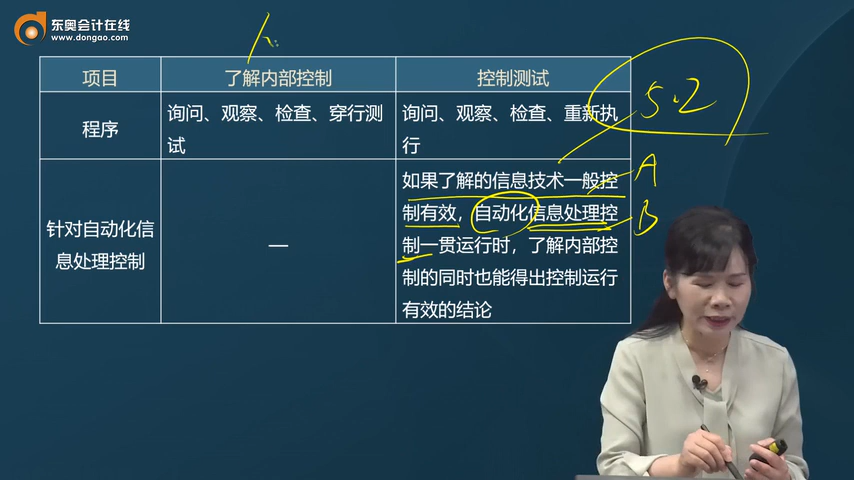 东奥会计在线
www.dongao.com
项目
了解内部控制
控制测试
程序
询问、观察、检查、穿行测
试
询问、观察、检查、重新执
行
5.2
针对自动化信
息处理控制
—
如果了解的信息技术一般控
制有效，自动化信息处理控
制一贯运行时，了解内部控
制的同时也能得出控制运行
有效的结论
A
B